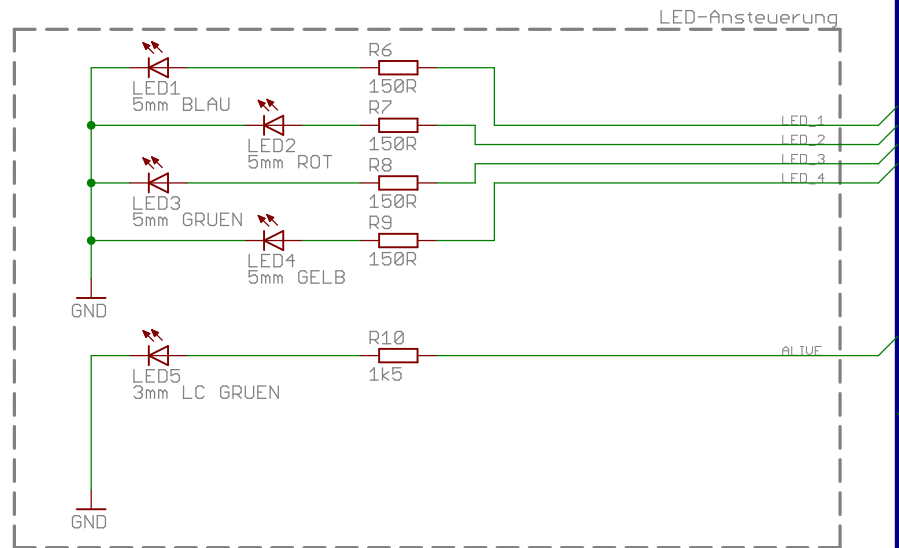 LED-Ansteuerung
R6
LED1
150R
5mm BLAU
R7
LED_1
LED2
150R
LED_2
5mm ROT
R8
LED_3
LED3
150R
LED_4
5mm GRUEN
R9
LED4
150R
5mm GELB
GND
R10
ALIVE
LED5
1k5
3mm LC GRUEN
GND